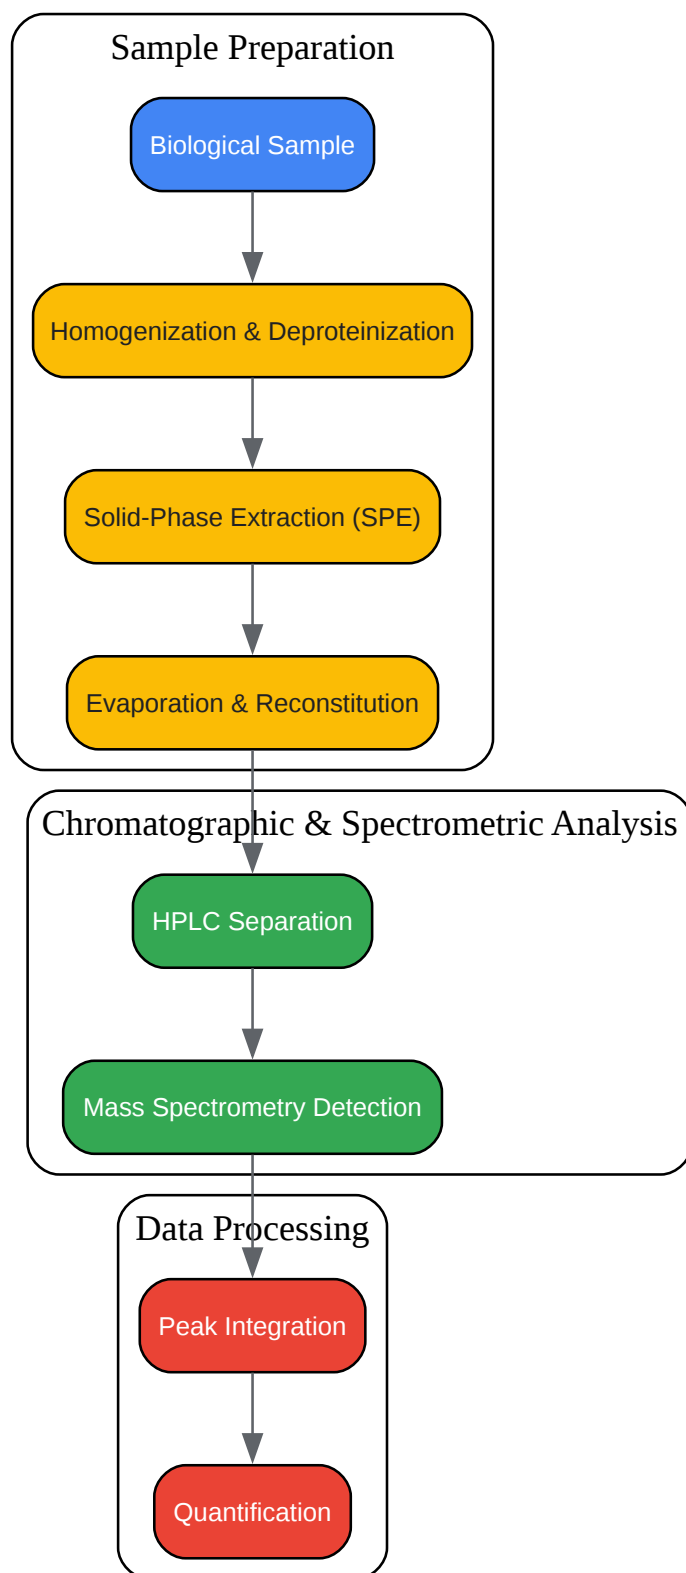 Sample Preparation
Biological Sample
Homogenization & Deproteinization
Solid-Phase Extraction (SPE)
Evaporation & Reconstitution
Chromatographic & Spectrometric Analysis
HPLC Separation
Mass Spectrometry Detection
Data Processing
Peak Integration
Quantification